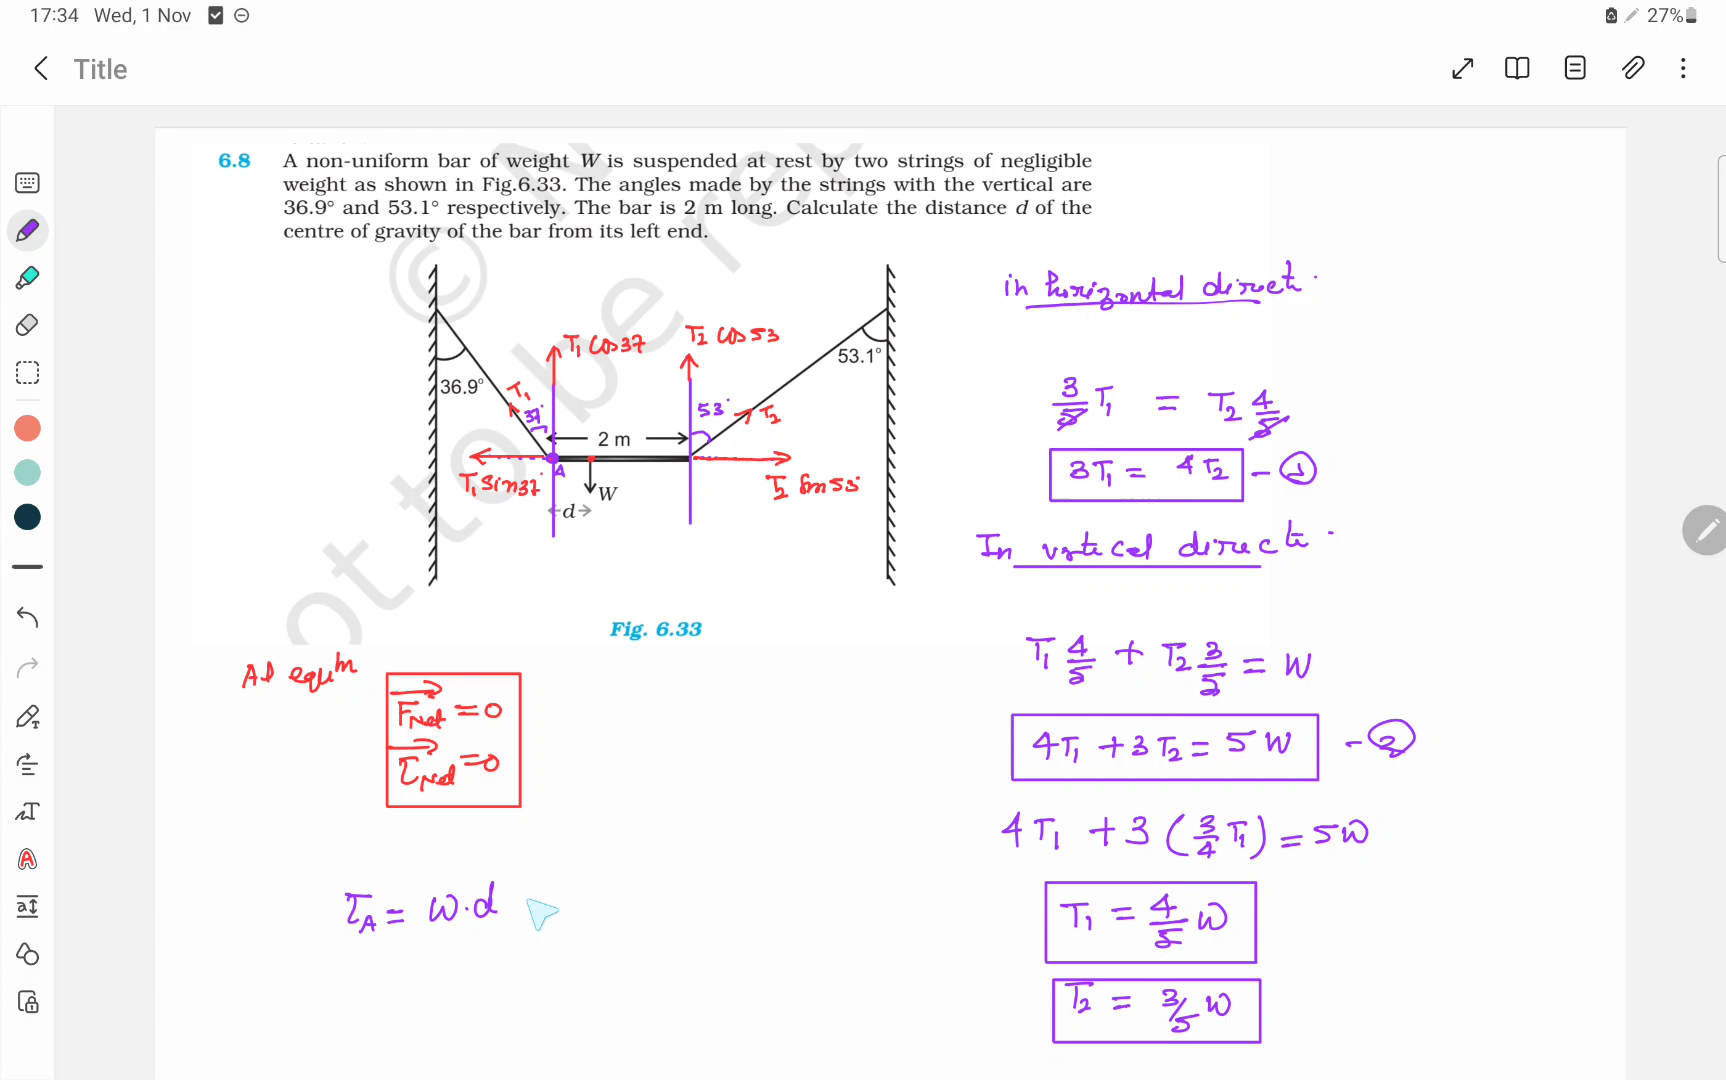 17:34 Wed, 1 Nov
27%
Title
6.8 A non-uniform bar of weight W is suspended at rest by two strings of negligible
weight as shown in Fig.6.33. The angles made by the strings with the vertical are
36.9° and 53.1° respectively. The bar is 2 m long. Calculate the distance d of the
centre of gravity of the bar from its left end.
© N
ot to be re
T₁ cos37
T₂ cos53
53.1°
36.9°
T₁
37°
53°
T₂
2 m
A
T₁ sin37°
T₂ sin53°
W
d
Fig. 6.33
At equm
Fnet = 0
τnet = 0
τA = W.d
in horizontal direct.
3/5 T₁ = T₂ 4/5
3T₁ = 4T₂ - 1
In vertical direct.
T₁ 4/5 + T₂ 3/5 = W
4T₁ + 3T₂ = 5W - 2
4T₁ + 3(3/4 T₁) = 5W
T₁ = 4/5 W
T₂ = 3/5 W